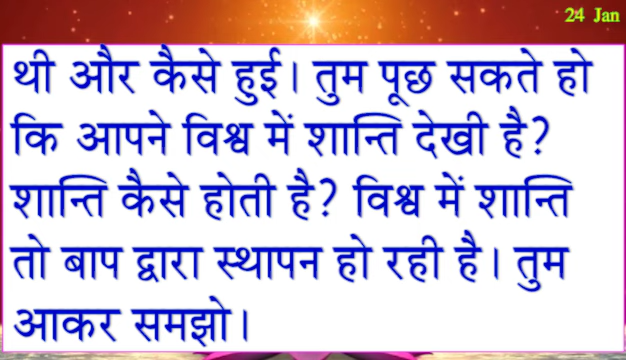 24 Jan
थी और कैसे हुई। तुम पूछ सकते हो
कि आपने विश्व में शान्ति देखी है?
शान्ति कैसे होती है? विश्व में शान्ति
तो बाप द्वारा स्थापन हो रही है। तुम
आकर समझो।